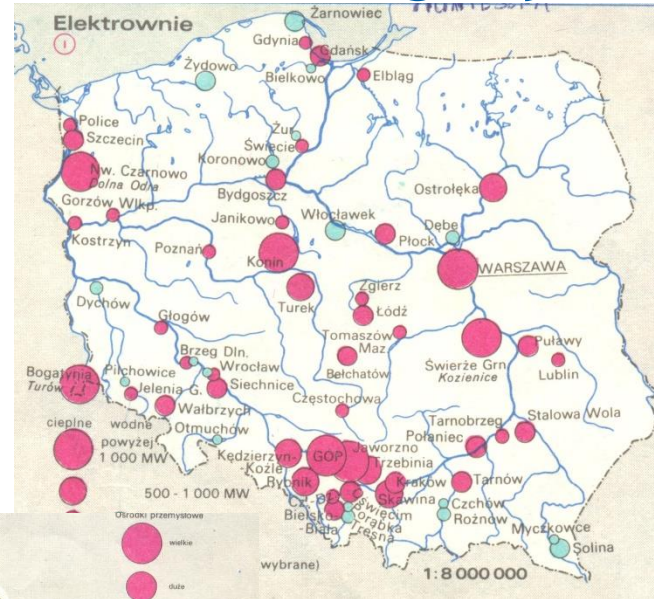 Elektrownie
1
Żarnowiec
Gdynia
Gdańsk
Żydowo
Bielkowo
Elbląg
Police
Szczecin
Żur
Świecie
Koronowo
Nw. Czarnowo
Dolna Odra
Bydgoszcz
Ostrołęka
Gorzów Wlkp.
Janikowo
Włocławek
Dębe
Kostrzyn
Poznań
Płock
Konin
WARSZAWA
Zgierz
Turek
Dychów
Łódź
Głogów
Tomaszów
Maz.
Puławy
Brzeg Dln.
Wrocław
Bełchatów
Świerże Grn
Kozienice
Lublin
Bogatynia
Turów
Pilchowice
Siechnice
Jelenia G.
Częstochowa
Wałbrzych
Tarnobrzeg
Stalowa Wola
cieplne
wodne
Otmuchów
Połaniec
powyżej
1 000 MW
Kędzierzyn-
Koźle
GOP
Jaworzno
Trzebinia
Rybnik
Kraków
Tarnów
500 - 1 000 MW
Skawina
Oświęcim
Czchów
Bielsko
-Biała
Porąbka
Tresna
Rożnów
Myczkowce
Solina
Ośrodki przemysłowe
wielkie
wybrane)
1:8 000 000
duże